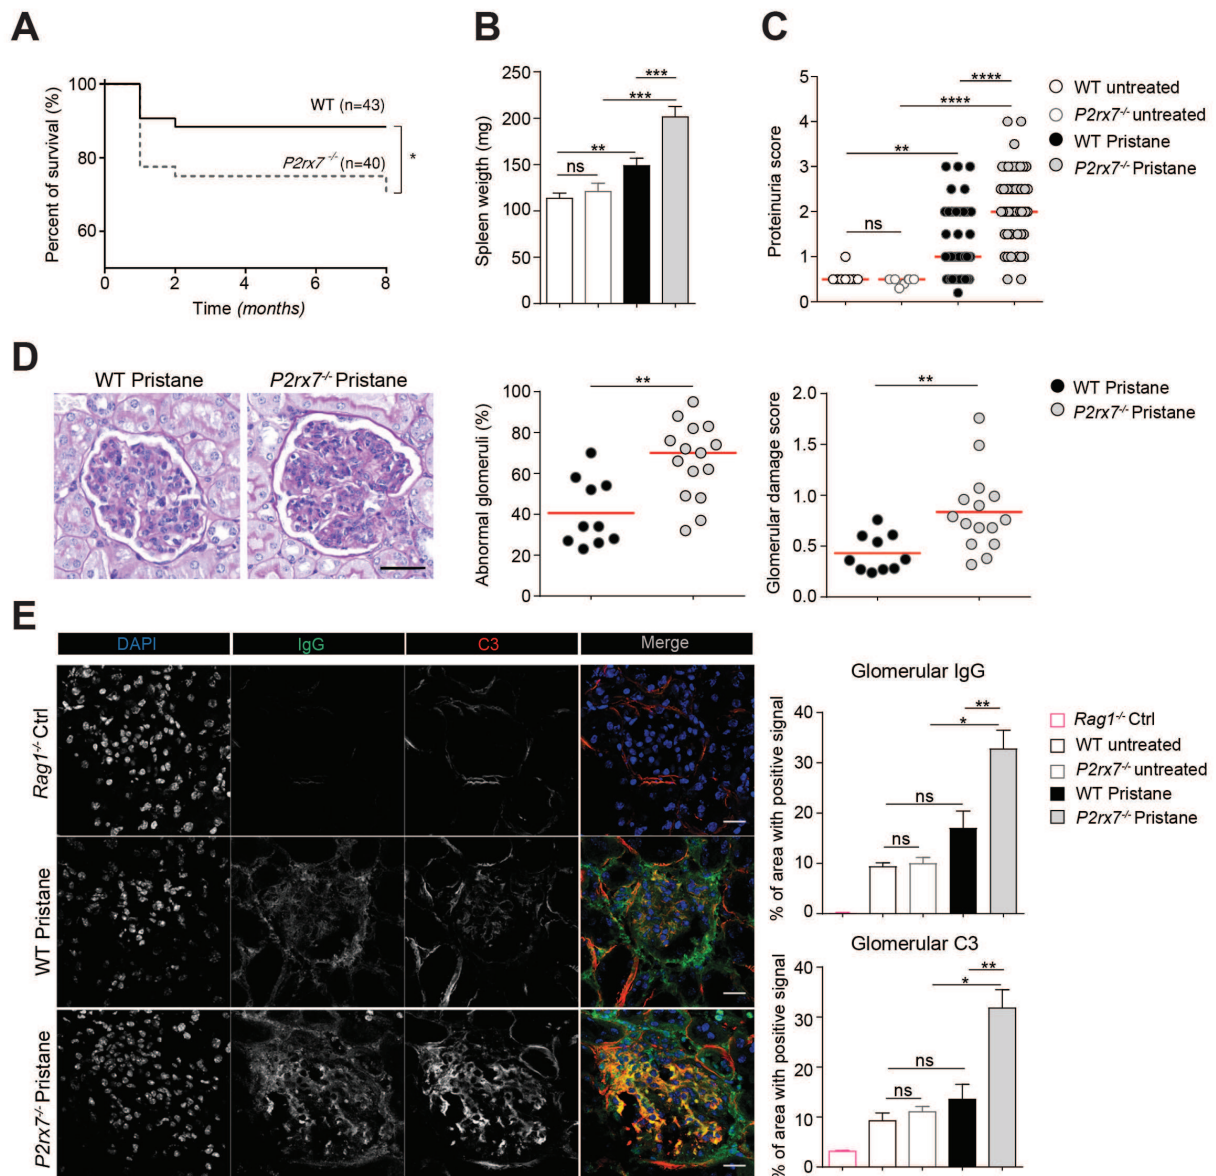 A
Percent of survival (%)
100
80
60
0
2
4
6
8
Time (months)
WT (n=43)
P2rx7 -/- (n=40)
*
B
Spleen weigth (mg)
250
200
150
100
50
0
***
***
**
ns
C
Proteinuria score
5
4
3
2
1
0
****
****
**
ns
WT untreated
P2rx7-/- untreated
WT Pristane
P2rx7-/- Pristane
D
WT Pristane
P2rx7-/- Pristane
Abnormal glomeruli (%)
100
80
60
40
20
0
**
Glomerular damage score
2.0
1.5
1.0
0.5
0.0
**
WT Pristane
P2rx7-/- Pristane
E
DAPI
IgG
C3
Merge
Rag1-/- Ctrl
WT Pristane
P2rx7-/- Pristane
Glomerular IgG
% of area with positive signal
40
30
20
10
0
**
*
ns
ns
Rag1-/- Ctrl
WT untreated
P2rx7-/- untreated
WT Pristane
P2rx7-/- Pristane
Glomerular C3
% of area with positive signal
40
30
20
10
0
**
*
ns
ns